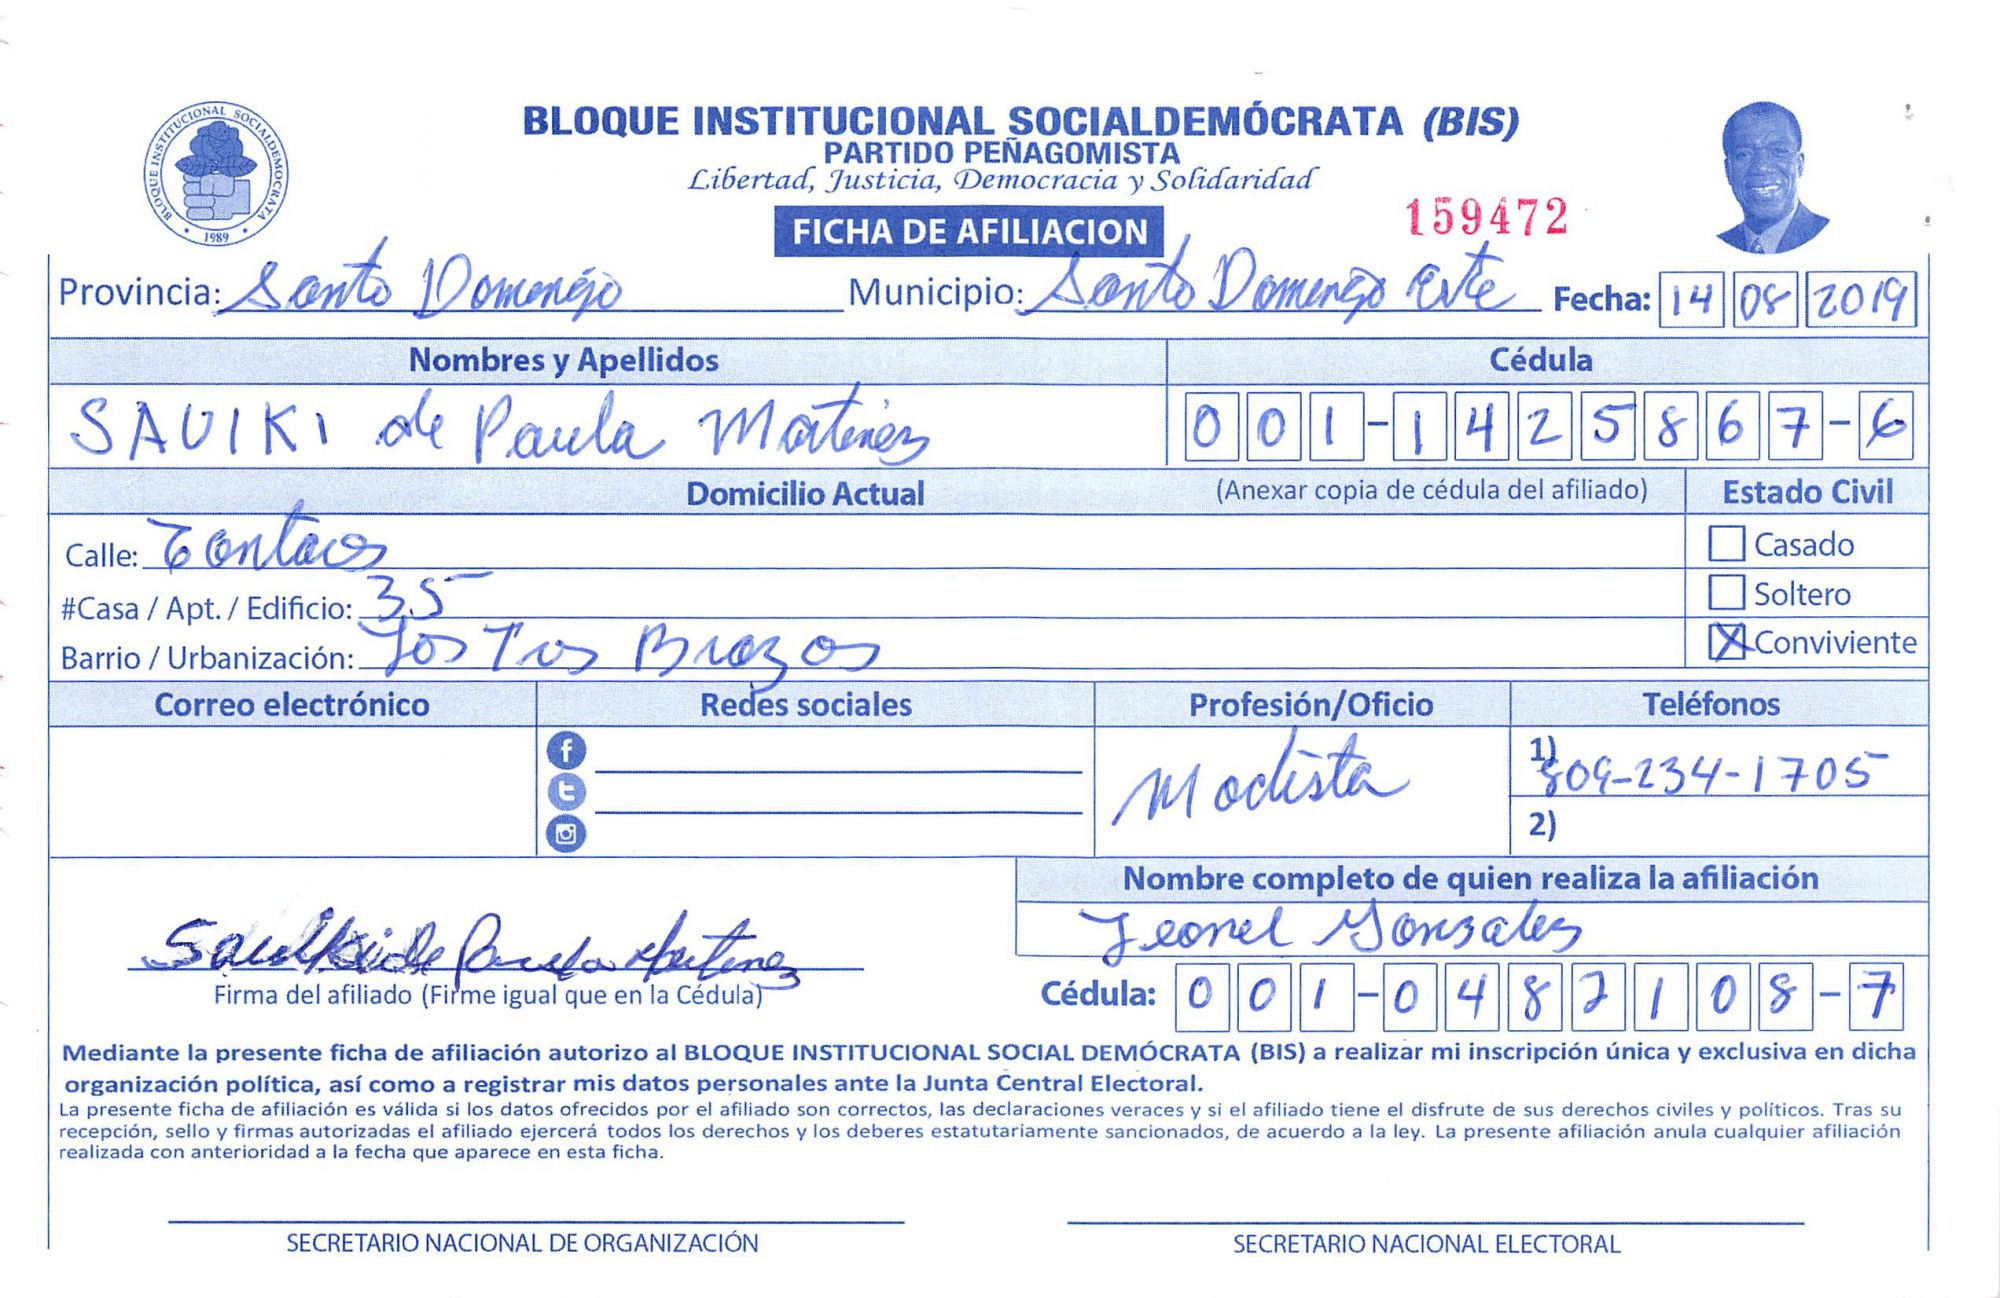 BLOQUE INSTITUCIONAL SOCIALDEMÓCRATA (BIS)
PARTIDO PEÑAGOMISTA
Libertad, Justicia, Democracia y Solidaridad
BLOQUE INSTITUCIONAL SOCIALDEMOCRATA
• 1989 •
FICHA DE AFILIACION
159472
Provincia: Santo Domingo Municipio: Santo Domingo Este Fecha: 14 08 2019
Nombres y Apellidos Cédula
SAUIKI de Paula Martinez 001-1425867-6
Domicilio Actual (Anexar copia de cédula del afiliado) Estado Civil
Calle: Casado
#Casa / Apt. / Edificio: 35 Soltero
Barrio / Urbanización: Los Tres Brazos X Conviviente
Correo electrónico Redes sociales Profesión/Oficio Teléfonos
Modista 1) 809-234-1705
2)
Nombre completo de quien realiza la afiliación
Leonel Gonzales
de Paula Martinez
Firma del afiliado (Firme igual que en la Cédula) Cédula: 001-0482108-7
Mediante la presente ficha de afiliación autorizo al BLOQUE INSTITUCIONAL SOCIAL DEMÓCRATA (BIS) a realizar mi inscripción única y exclusiva en dicha
organización política, así como a registrar mis datos personales ante la Junta Central Electoral.
La presente ficha de afiliación es válida si los datos ofrecidos por el afiliado son correctos, las declaraciones veraces y si el afiliado tiene el disfrute de sus derechos civiles y políticos. Tras su
recepción, sello y firmas autorizadas el afiliado ejercerá todos los derechos y los deberes estatutariamente sancionados, de acuerdo a la ley. La presente afiliación anula cualquier afiliación
realizada con anterioridad a la fecha que aparece en esta ficha.
SECRETARIO NACIONAL DE ORGANIZACIÓN SECRETARIO NACIONAL ELECTORAL